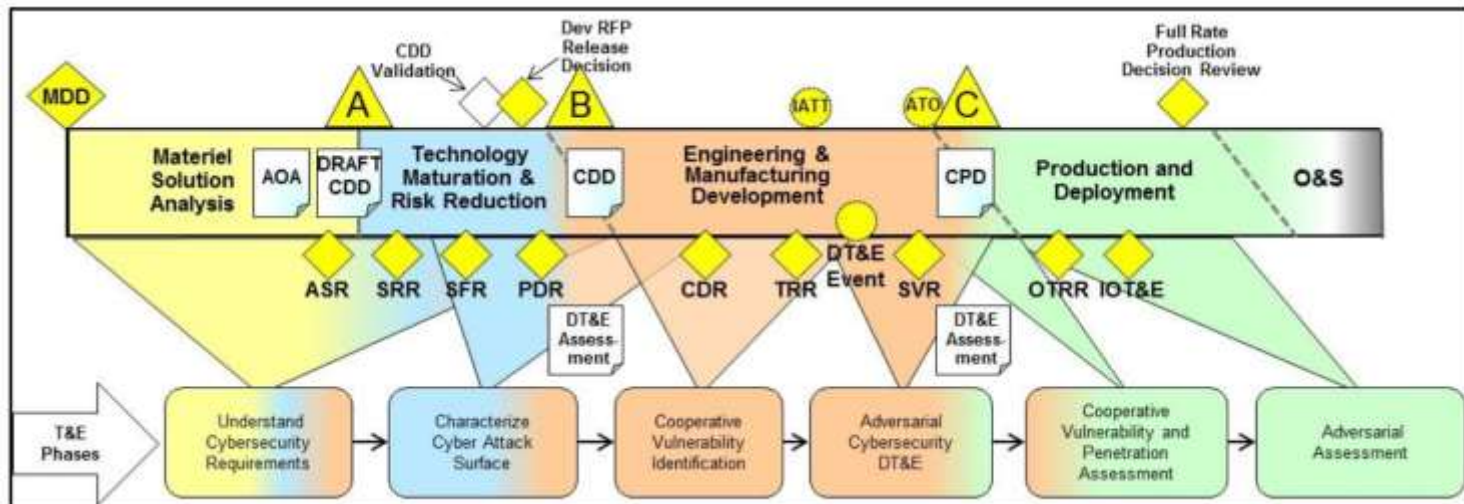 Dev RFP
Release
Decision
CDD
Validation
Full Rate
Production
Decision Review
MDD
A
B
IATT
ATO
C
Materiel
Solution
Analysis
AOA
DRAFT
CDD
Technology
Maturation &
Risk Reduction
CDD
Engineering &
Manufacturing
Development
CPD
Production and
Deployment
O&S
ASR
SRR
SFR
PDR
CDR
TRR
DT&E
Event
SVR
OTRR
IOT&E
DT&E
Assess-
ment
DT&E
Assess-
ment
T&E
Phases
Understand
Cybersecurity
Requirements
Characterize
Cyber Attack
Surface
Cooperative
Vulnerability
Identification
Adversarial
Cybersecurity
DT&E
Cooperative
Vulnerability and
Penetration
Assessment
Adversarial
Assessment